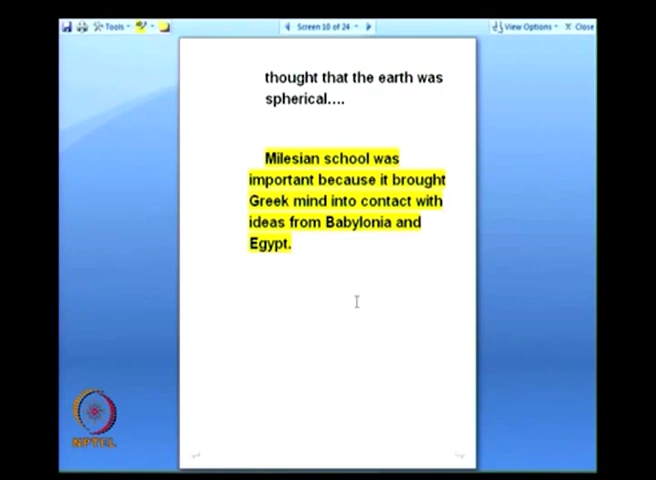 Tools
Screen 10 of 24
View Options
Close
thought that the earth was
spherical....
Milesian school was
important because it brought
Greek mind into contact with
ideas from Babylonia and
Egypt.
NPTEL